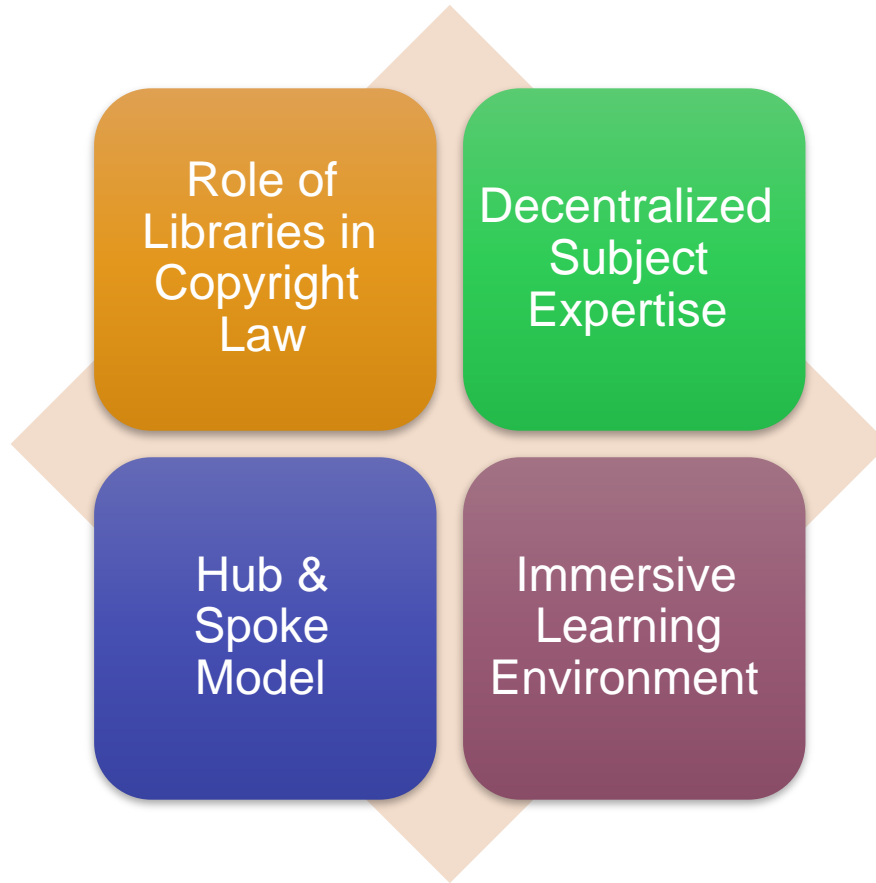 Role of
Libraries in
Copyright
Law
Decentralized
Subject
Expertise
Hub &
Spoke
Model
Immersive
Learning
Environment